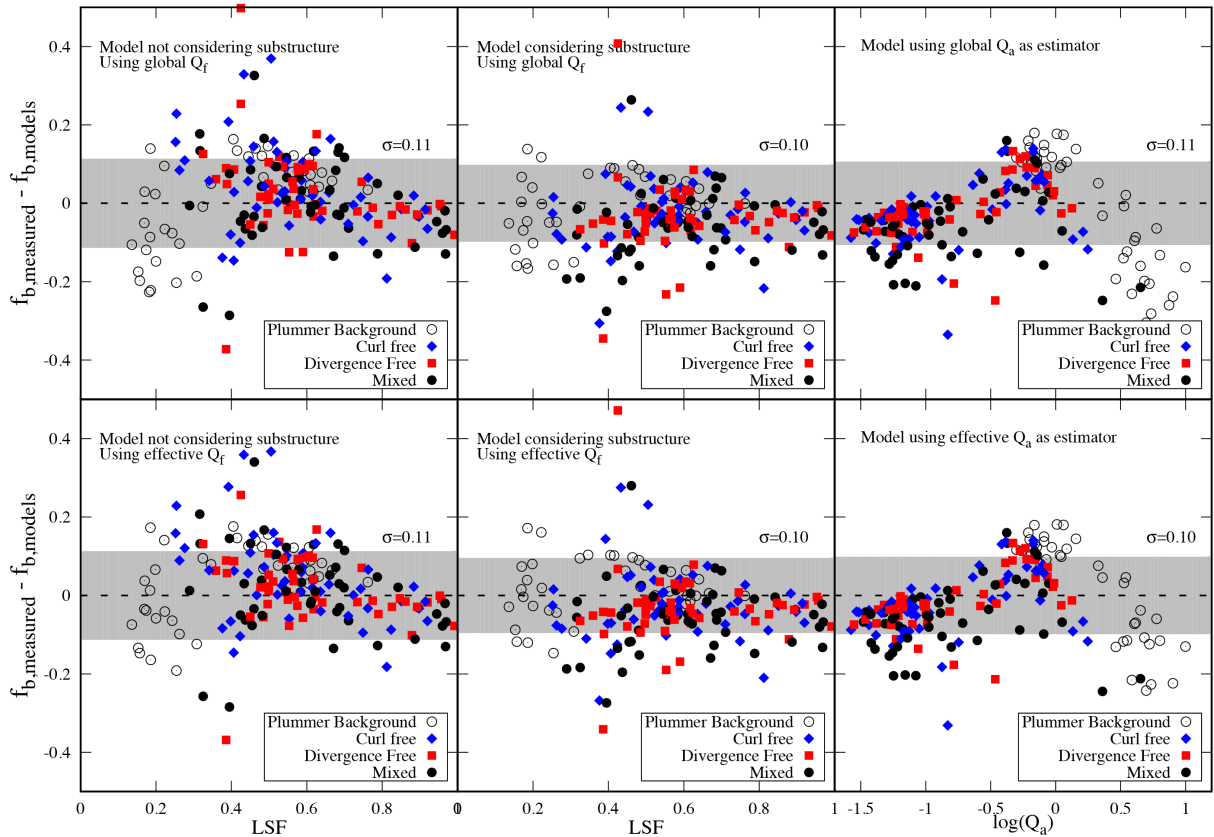 Model not considering substructure
Using global Q_f
σ=0.11
Plummer Background
Curl free
Divergence Free
Mixed
Model considering substructure
Using global Q_f
σ=0.10
Plummer Background
Curl free
Divergence Free
Mixed
Model using global Q_a as estimator
σ=0.11
Plummer Background
Curl free
Divergence Free
Mixed
0.4
0.2
0
-0.2
-0.4
f_b,measured - f_b,models
Model not considering substructure
Using effective Q_f
σ=0.11
Plummer Background
Curl free
Divergence Free
Mixed
Model considering substructure
Using effective Q_f
σ=0.10
Plummer Background
Curl free
Divergence Free
Mixed
Model using effective Q_a as estimator
σ=0.10
Plummer Background
Curl free
Divergence Free
Mixed
0.4
0.2
0
-0.2
-0.4
f_b,measured - f_b,models
0 0.2 0.4 0.6 0.8 1
LSF
0 0.2 0.4 0.6 0.8 1
LSF
-1.5 -1 -0.5 0 0.5 1
log(Q_a)